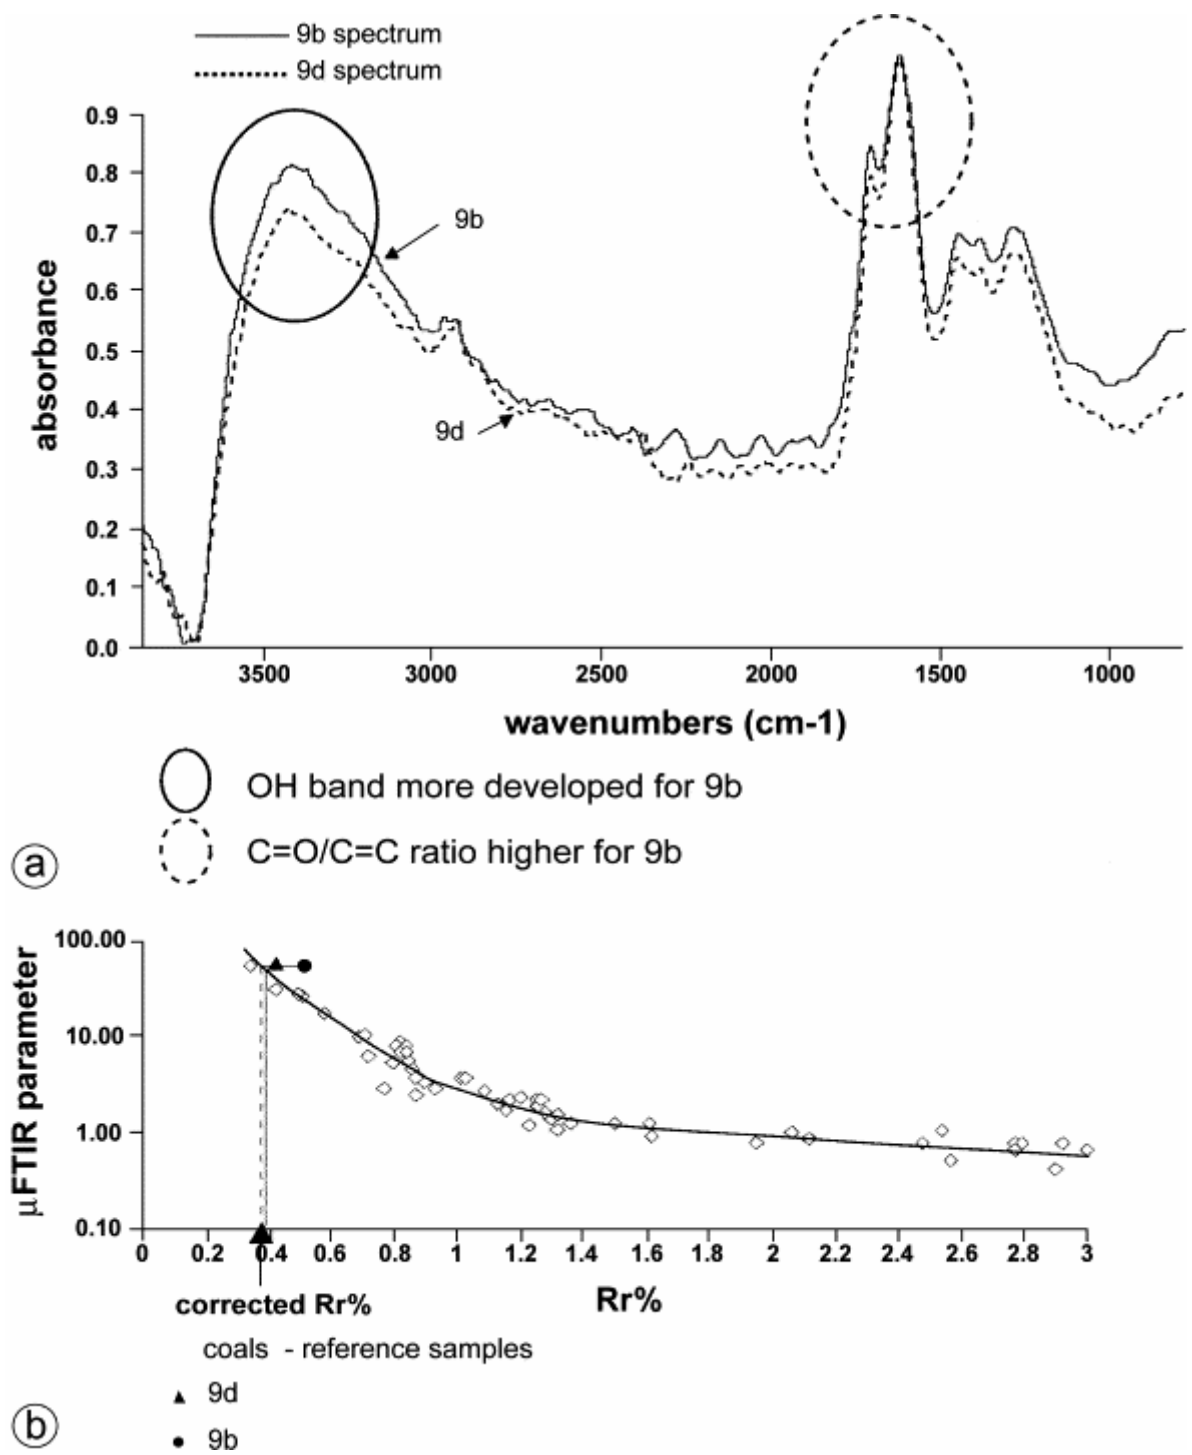 9b spectrum
9d spectrum
0.9
0.8
0.7
0.6
0.5
0.4
0.3
0.2
0.1
0.0
absorbance
9b
9d
3500 3000 2500 2000 1500 1000
wavenumbers (cm-1)
OH band more developed for 9b
C=O/C=C ratio higher for 9b
a
100.00
10.00
1.00
0.10
µFTIR parameter
0 0.2 0.4 0.6 0.8 1 1.2 1.4 1.6 1.8 2 2.2 2.4 2.6 2.8 3
corrected Rr% Rr%
coals - reference samples
9d
9b
b